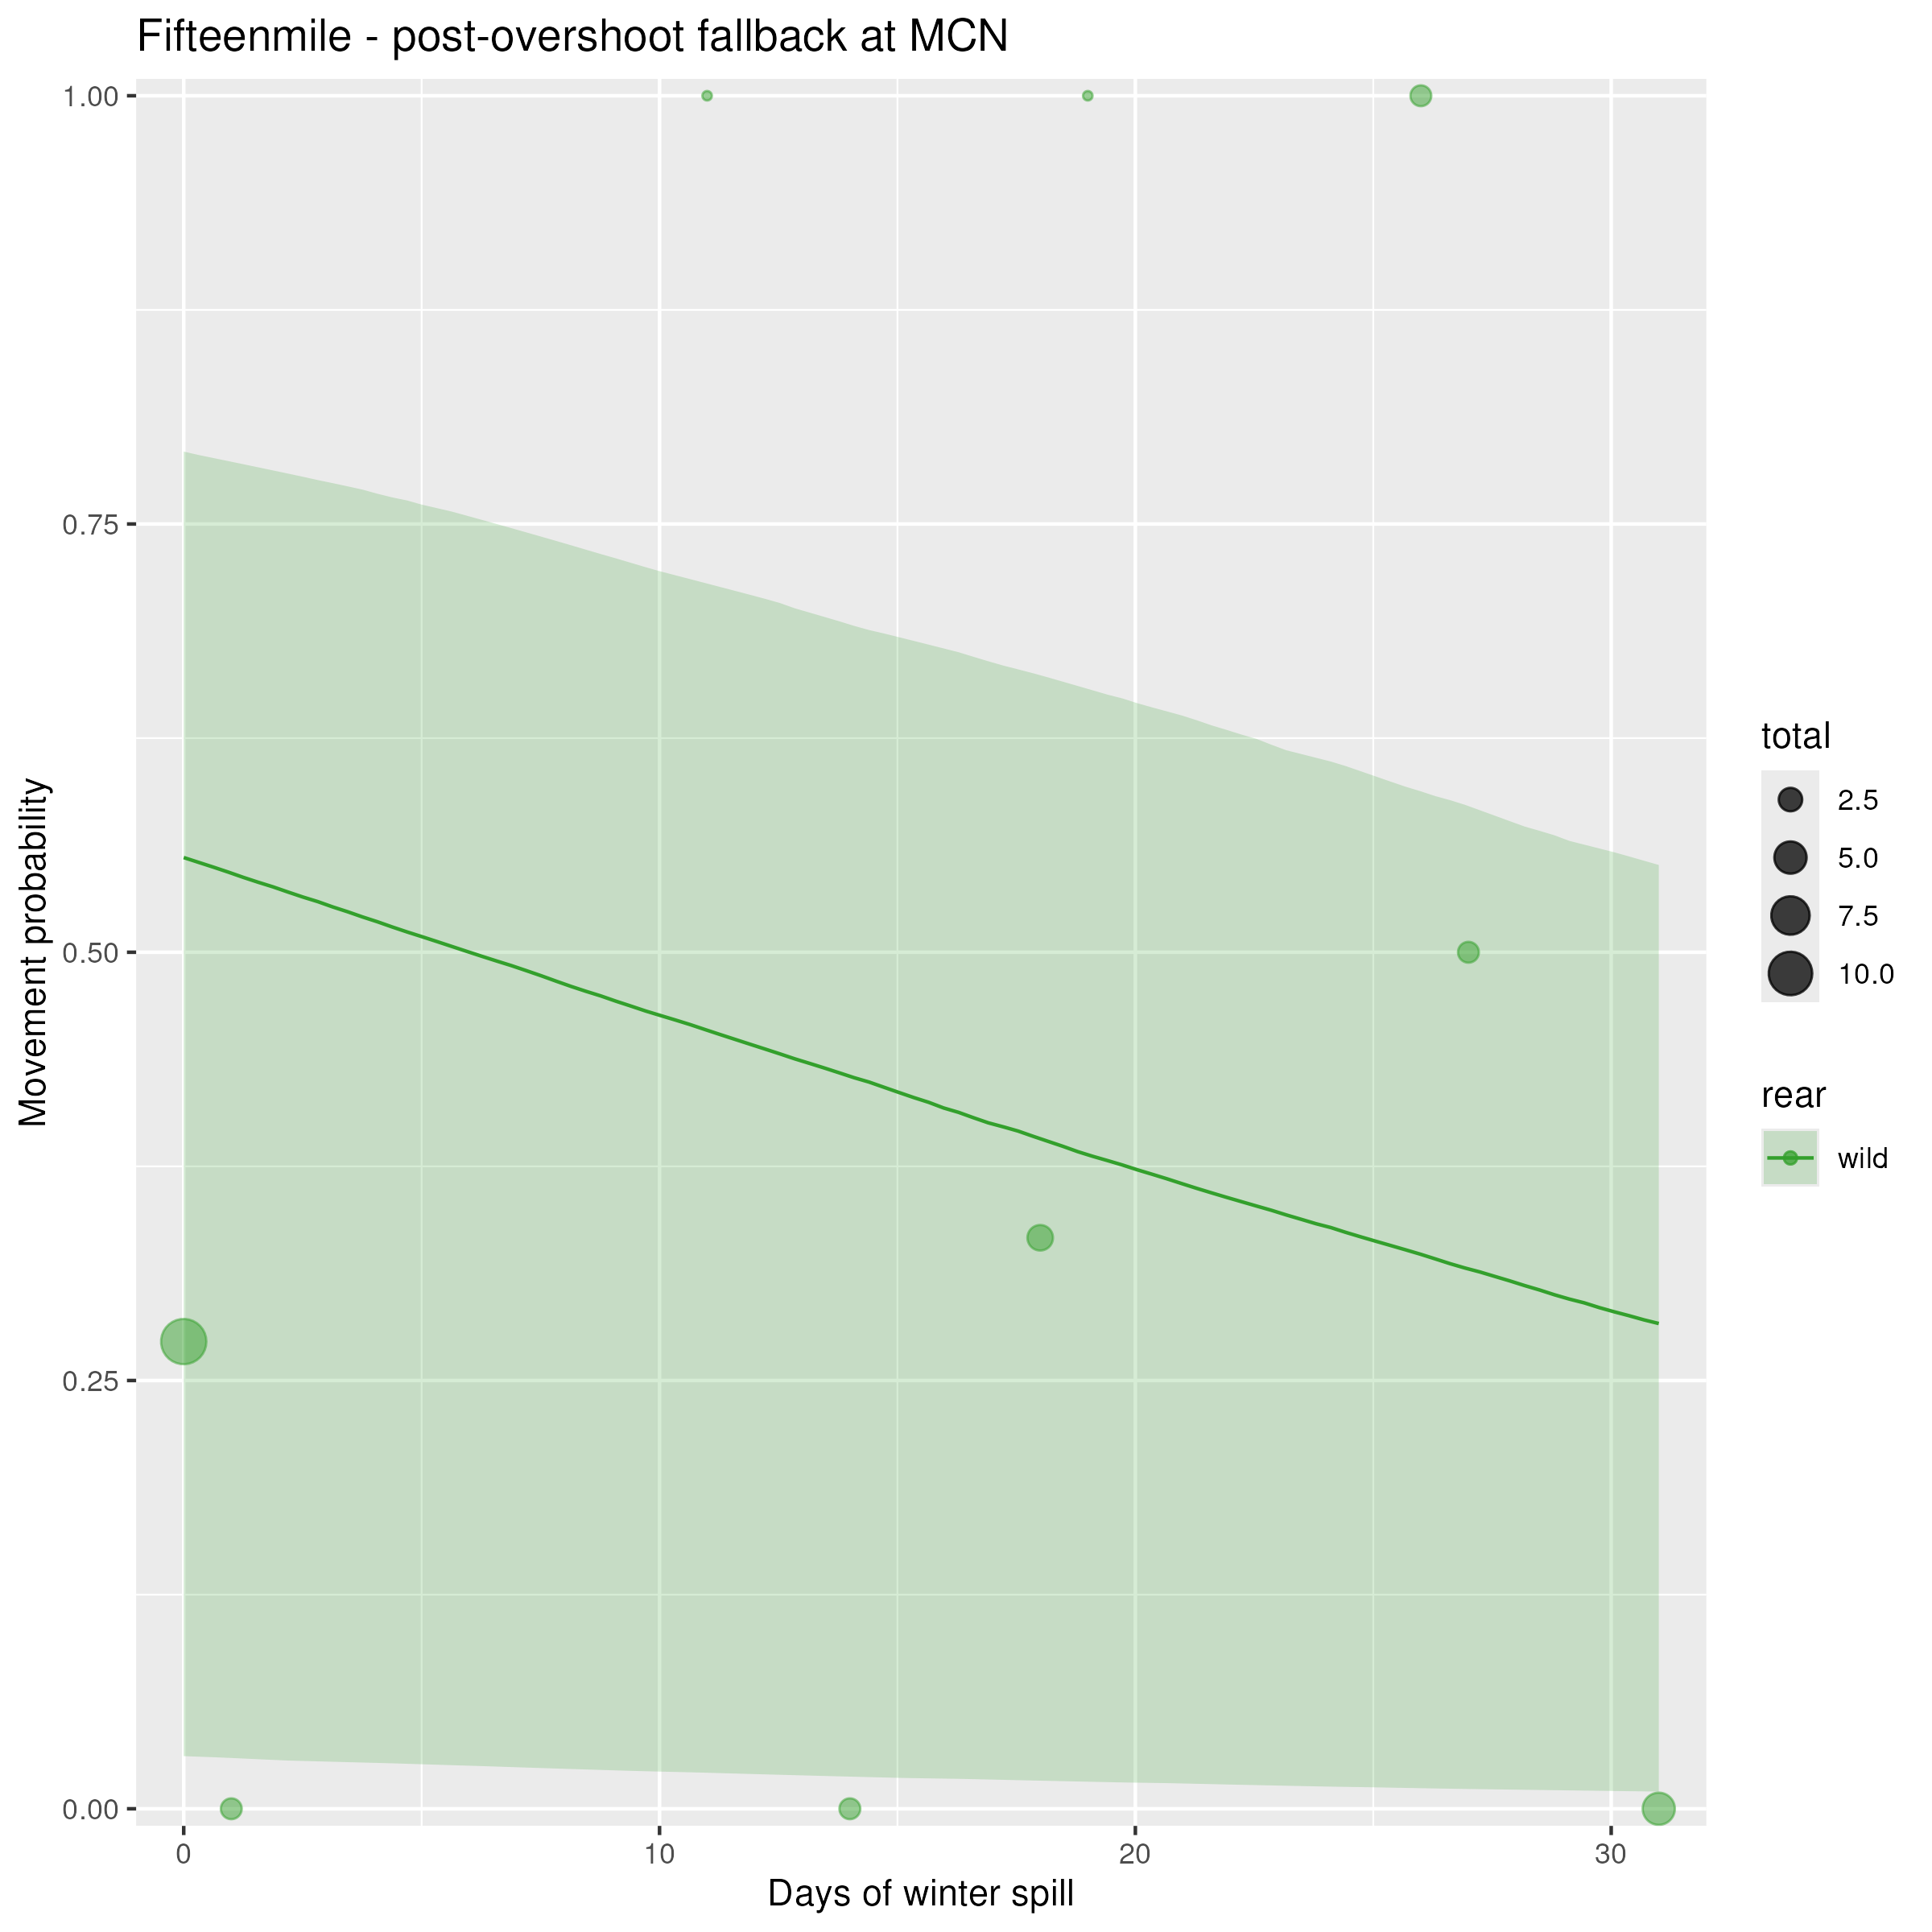 Fifteenmile - post-overshoot fallback at MCN
Movement probability
1.00
0.75
0.50
0.25
0.00
0 10 20 30
Days of winter spill
total
2.5
5.0
7.5
10.0
rear
wild